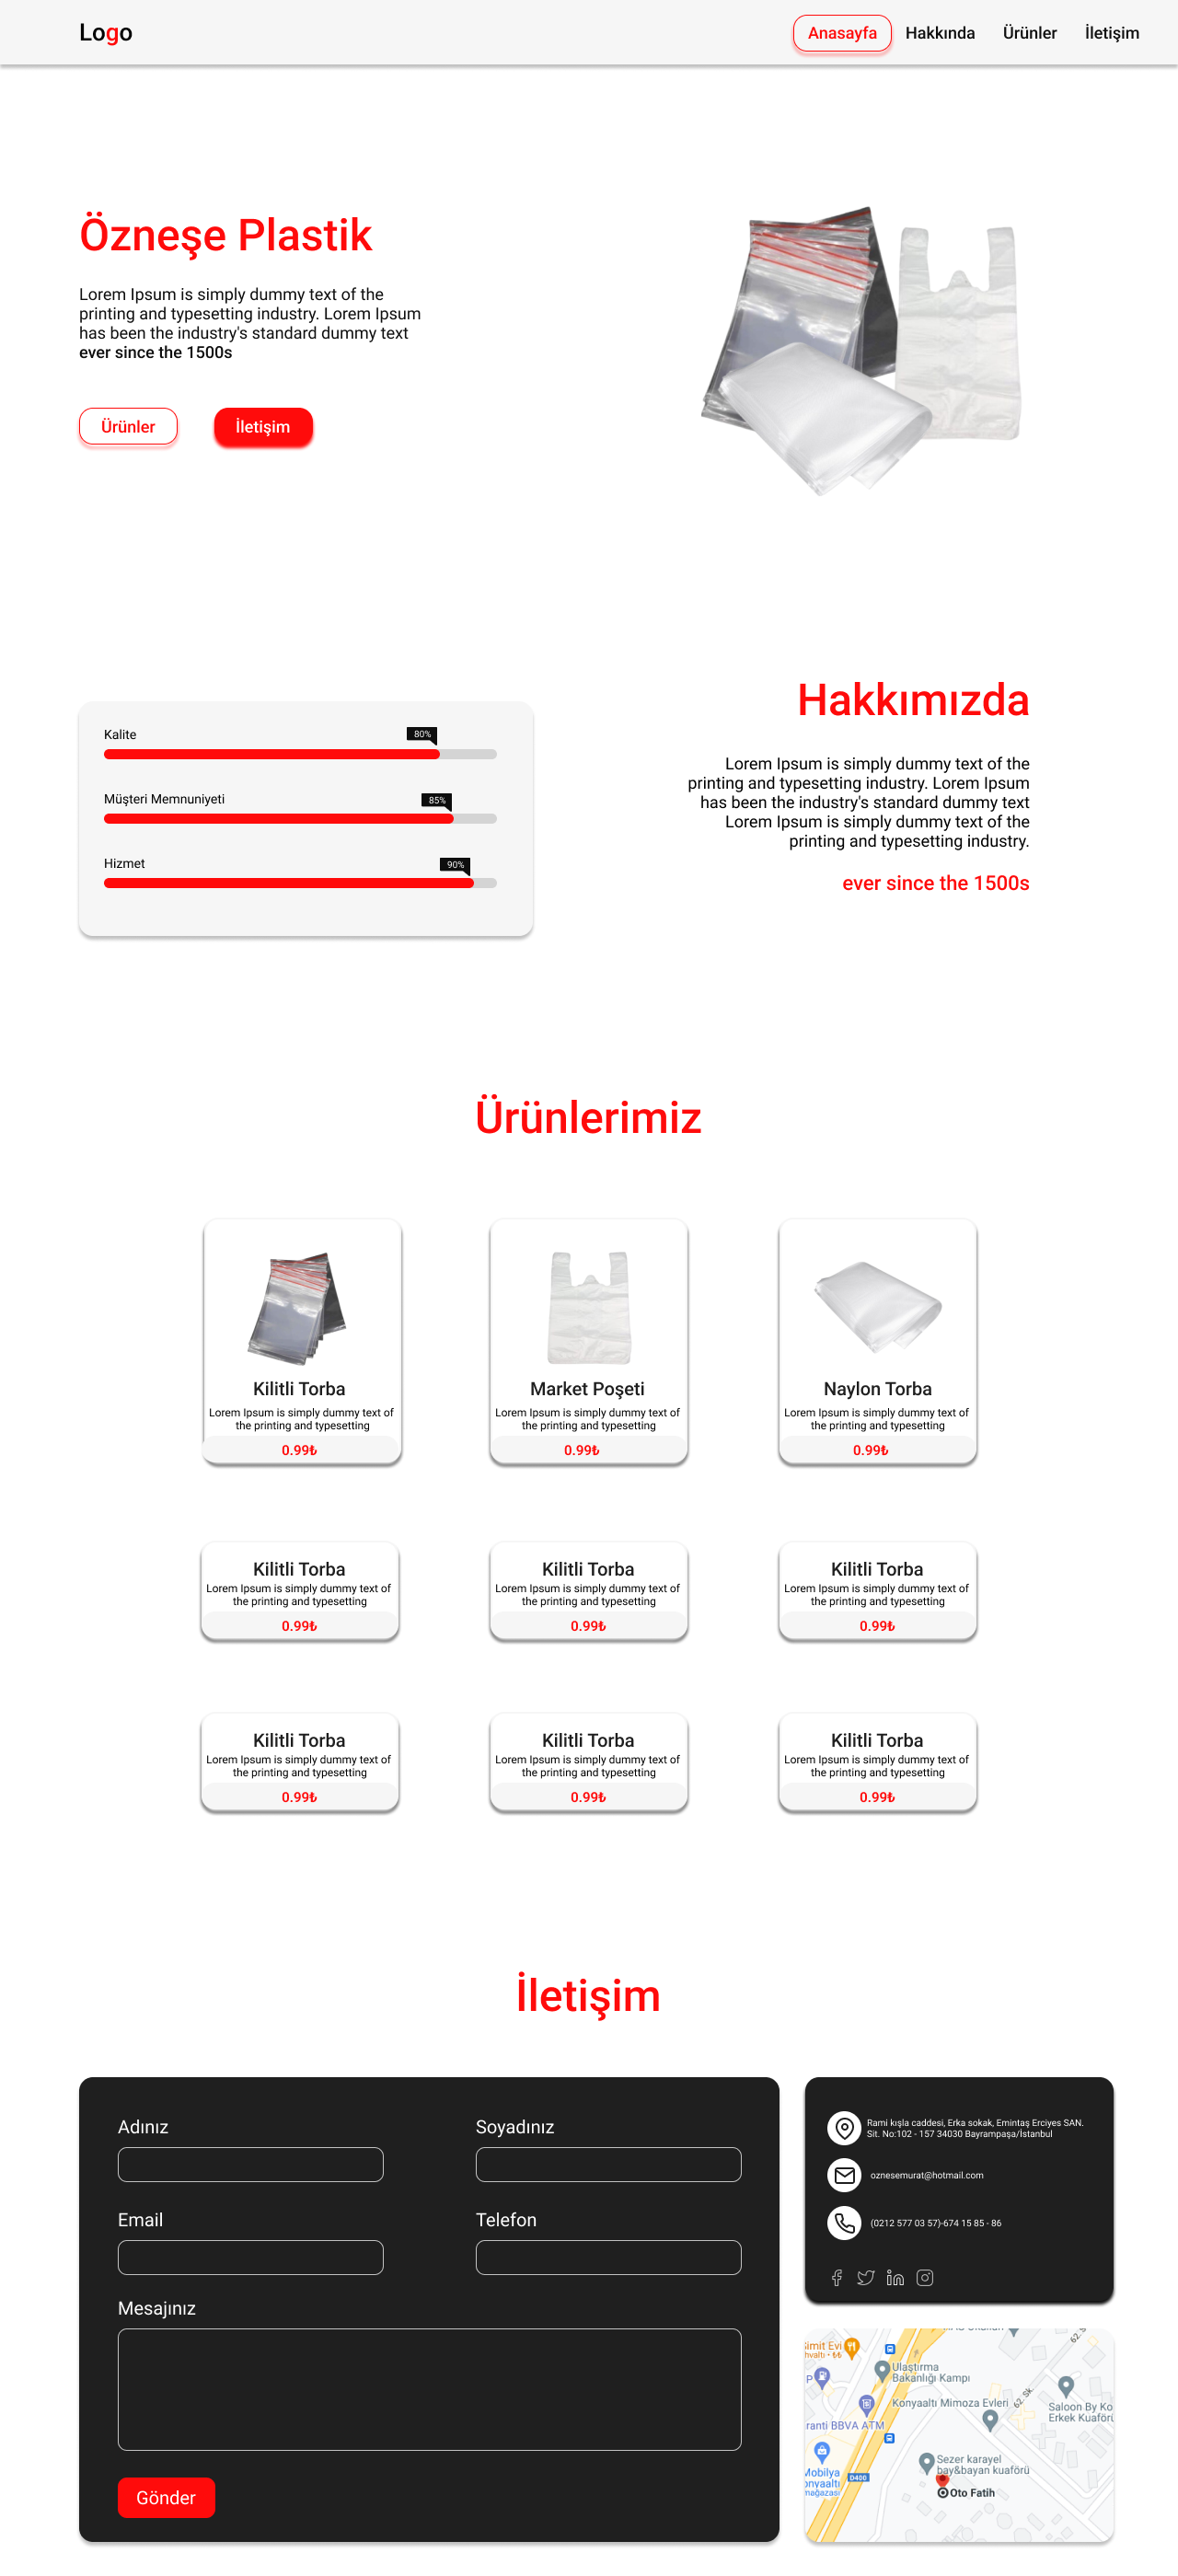 Logo
Anasayfa
Hakkında
Ürünler
İletişim
Özneşe Plastik
Lorem Ipsum is simply dummy text of the
printing and typesetting industry. Lorem Ipsum
has been the industry's standard dummy text
ever since the 1500s
Ürünler
İletişim
Hakkımızda
Lorem Ipsum is simply dummy text of the
printing and typesetting industry. Lorem Ipsum
has been the industry's standard dummy text
Lorem Ipsum is simply dummy text of the
printing and typesetting industry.
ever since the 1500s
Kalite
80%
Müşteri Memnuniyeti
85%
Hizmet
90%
Ürünlerimiz
Kilitli Torba
Lorem Ipsum is simply dummy text of
the printing and typesetting
0.99₺
Market Poşeti
Lorem Ipsum is simply dummy text of
the printing and typesetting
0.99₺
Naylon Torba
Lorem Ipsum is simply dummy text of
the printing and typesetting
0.99₺
Kilitli Torba
Lorem Ipsum is simply dummy text of
the printing and typesetting
0.99₺
Kilitli Torba
Lorem Ipsum is simply dummy text of
the printing and typesetting
0.99₺
Kilitli Torba
Lorem Ipsum is simply dummy text of
the printing and typesetting
0.99₺
Kilitli Torba
Lorem Ipsum is simply dummy text of
the printing and typesetting
0.99₺
Kilitli Torba
Lorem Ipsum is simply dummy text of
the printing and typesetting
0.99₺
Kilitli Torba
Lorem Ipsum is simply dummy text of
the printing and typesetting
0.99₺
İletişim
Adınız
Soyadınız
Email
Telefon
Mesajınız
Gönder
Rami kışla caddesi, Erka sokak, Emintaş Erciyes SAN.
Sit. No:102 - 157 34030 Bayrampaşa/İstanbul
oznesemurat@hotmail.com
(0212 577 03 57)-674 15 85 - 86
Simit Evi
Ulaştırma
Bakanlığı Kampı
Konyaaltı Mimoza Evleri
62. Sk.
Saloon By Ko
Erkek Kuaförü
ranti BBVA ATM
Sezer karayel
bay&bayan kuaförü
Mobilya
onyaaltı
mağazası
D400
Oto Fatih